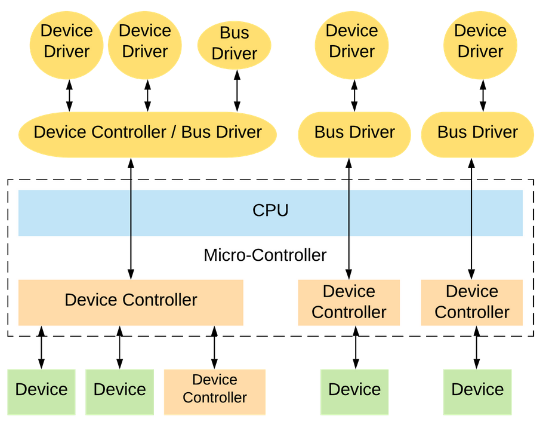 Device
Driver
Device
Driver
Bus
Driver
Device
Driver
Device
Driver
Device Controller / Bus Driver
Bus Driver
Bus Driver
CPU
Micro-Controller
Device Controller
Device
Controller
Device
Controller
Device
Device
Device
Controller
Device
Device